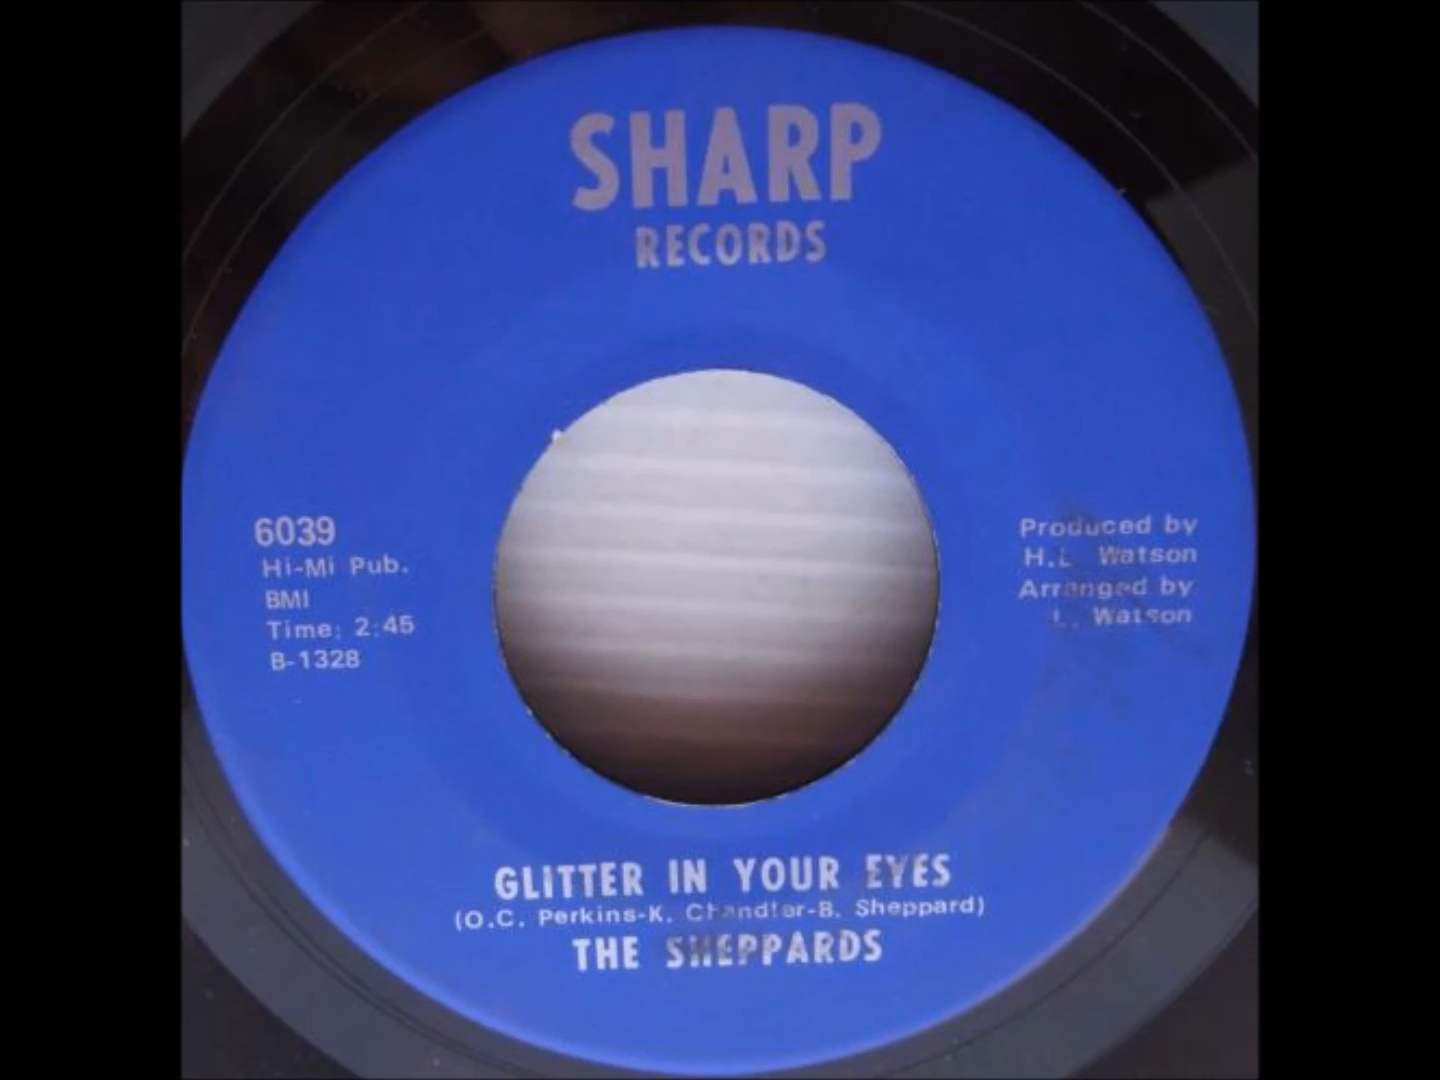 SHARP
RECORDS
6039
Hi-Mi Pub.
BMI
Time: 2:45
B-1328
Produced by
H.L. Watson
Arranged by
L. Watson
GLITTER IN YOUR EYES
(O.C. Perkins-K. Chandler-B. Sheppard)
THE SHEPPARDS